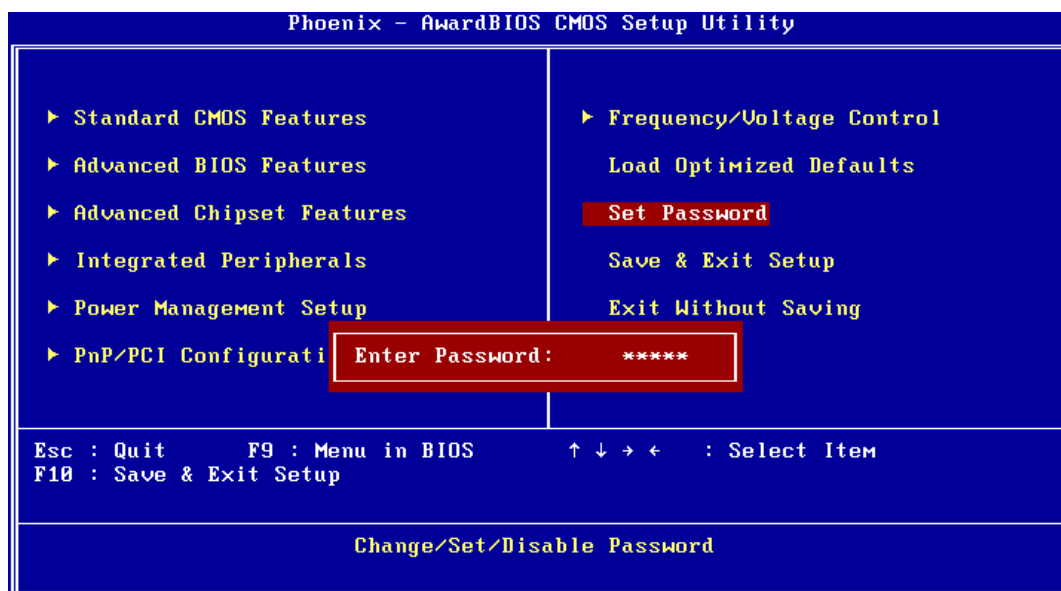 Phoenix - AwardBIOS CMOS Setup Utility
Standard CMOS Features
Advanced BIOS Features
Advanced Chipset Features
Integrated Peripherals
Power Management Setup
PnP/PCI Configurati
Frequency/Voltage Control
Load Optimized Defaults
Set Password
Save & Exit Setup
Exit Without Saving
Enter Password: *****
Esc : Quit F9 : Menu in BIOS ↑ ↓ → ← : Select Item
F10 : Save & Exit Setup
Change/Set/Disable Password